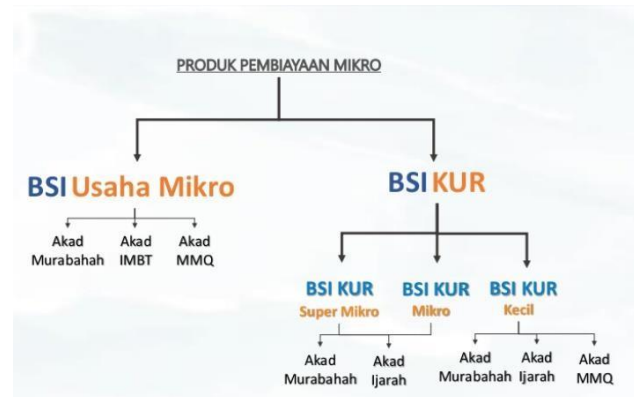 PRODUK PEMBIAYAAN MIKRO
BSI Usaha Mikro
BSI KUR
Akad Murabahah
Akad IMBT
Akad MMQ
BSI KUR Super Mikro
BSI KUR Mikro
BSI KUR Kecil
Akad Murabahah
Akad Ijarah
Akad Murabahah
Akad Ijarah
Akad MMQ